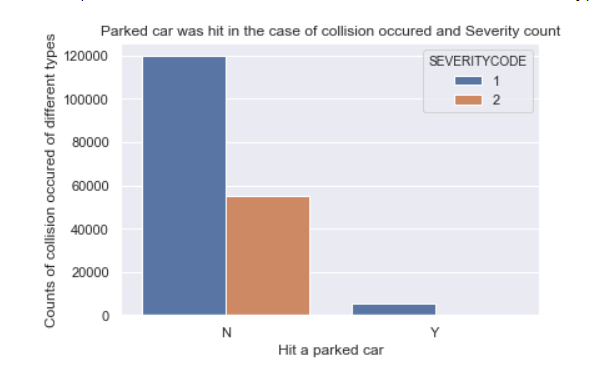 Parked car was hit in the case of collision occured and Severity count
Counts of collision occured of different types
120000
100000
80000
60000
40000
20000
0
SEVERITYCODE
1
2
N
Y
Hit a parked car